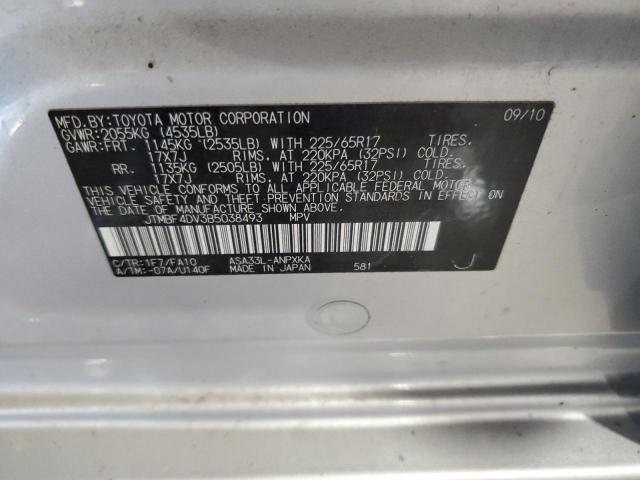 MFD.BY:TOYOTA MOTOR CORPORATION 09/10
GVWR:2055KG (4535LB)
GAWR:FRT. 1145KG (2535LB) WITH 225/65R17 TIRES.
17X7J RIMS. AT 220KPA (32PSI) COLD.
RR. 1135KG (2505LB) WITH 225/65R17 TIRES.
17X7J RIMS. AT 220KPA (32PSI) COLD.
THIS VEHICLE CONFORMS TO ALL APPLICABLE FEDERAL MOTOR
VEHICLE SAFETY AND THEFT PREVENTION STANDARDS IN EFFECT ON
THE DATE OF MANUFACTURE SHOWN ABOVE.
JTMBF4DV3B5038493 MPV
C/TR:1F7/FA10 ASA33L-ANPXKA
A/TM:-07A/U140F MADE IN JAPAN 581 J